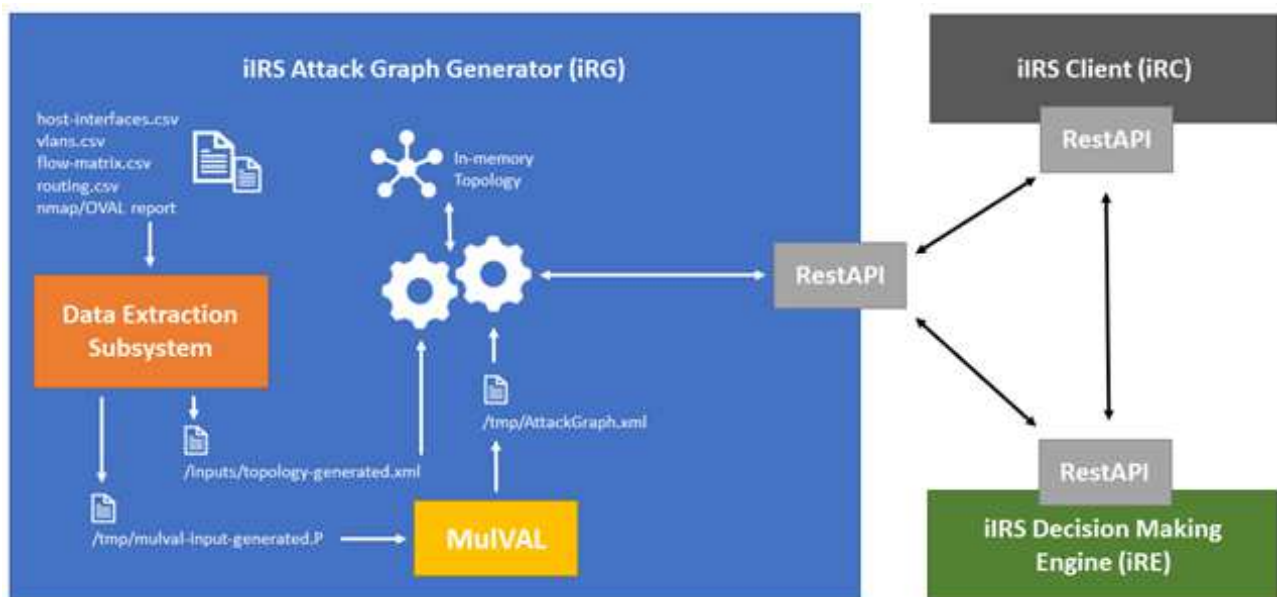 iIRS Attack Graph Generator (iRG)
host-interfaces.csv
vlans.csv
flow-matrix.csv
routing.csv
nmap/OVAL report
In-memory
Topology
Data Extraction
Subsystem
/tmp/AttackGraph.xml
/inputs/topology-generated.xml
/tmp/mulval-input-generated.P
MulVAL
RestAPI
iIRS Client (iRC)
RestAPI
RestAPI
iIRS Decision Making
Engine (iRE)